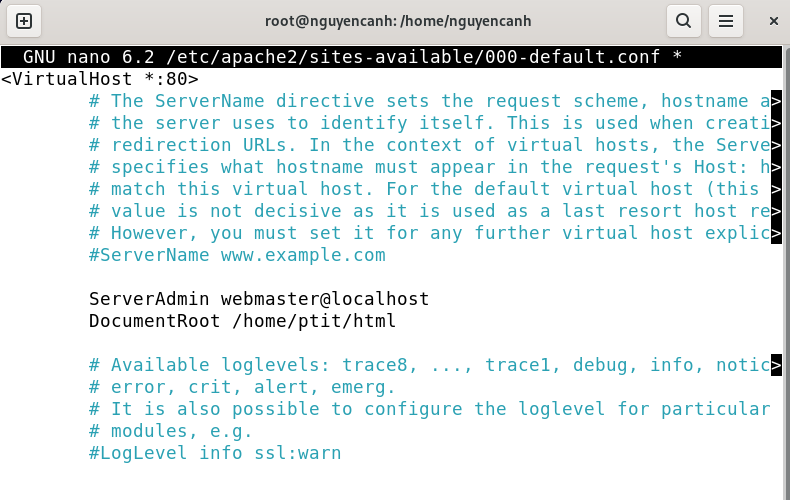 root@nguyencanh: /home/nguyencanh
GNU nano 6.2 /etc/apache2/sites-available/000-default.conf *
<VirtualHost *:80>
# The ServerName directive sets the request scheme, hostname a>
# the server uses to identify itself. This is used when creati>
# redirection URLs. In the context of virtual hosts, the Serve>
# specifies what hostname must appear in the request's Host: h>
# match this virtual host. For the default virtual host (this >
# value is not decisive as it is used as a last resort host re>
# However, you must set it for any further virtual host explic>
#ServerName www.example.com
ServerAdmin webmaster@localhost
DocumentRoot /home/ptit/html
# Available loglevels: trace8, ..., trace1, debug, info, notic>
# error, crit, alert, emerg.
# It is also possible to configure the loglevel for particular
# modules, e.g.
#LogLevel info ssl:warn